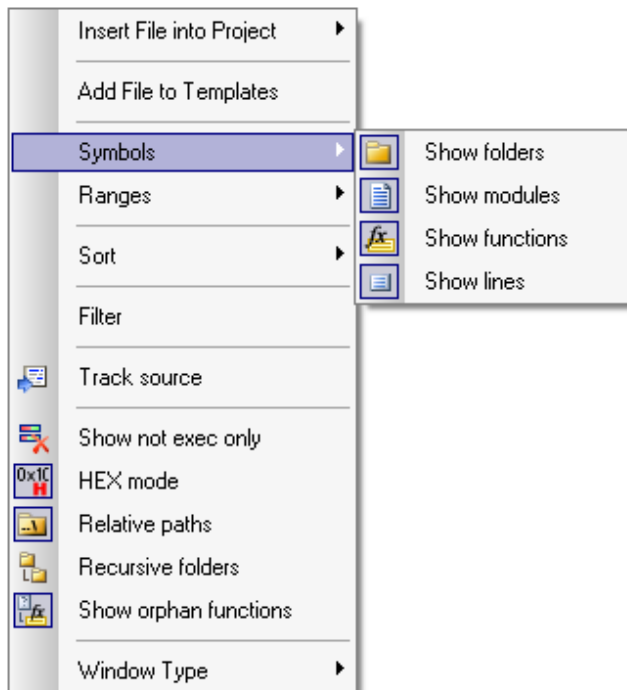 Insert File into Project
Add File to Templates
Symbols
Show folders
Ranges
Show modules
Show functions
Sort
Show lines
Filter
Track source
Show not exec only
0x10
H
HEX mode
..\
Relative paths
Recursive folders
fx
Show orphan functions
Window Type